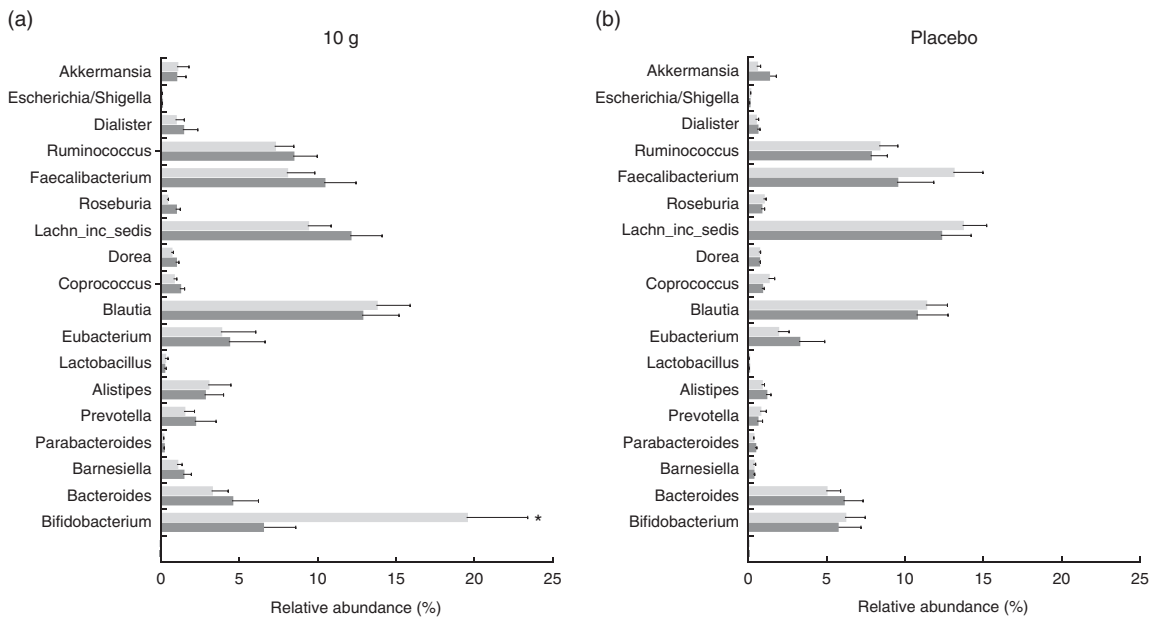 (a)
10 g
Akkermansia
Escherichia/Shigella
Dialister
Ruminococcus
Faecalibacterium
Roseburia
Lachn_inc_sedis
Dorea
Coprococcus
Blautia
Eubacterium
Lactobacillus
Alistipes
Prevotella
Parabacteroides
Barnesiella
Bacteroides
Bifidobacterium
*
0 5 10 15 20 25
Relative abundance (%)
(b)
Placebo
Akkermansia
Escherichia/Shigella
Dialister
Ruminococcus
Faecalibacterium
Roseburia
Lachn_inc_sedis
Dorea
Coprococcus
Blautia
Eubacterium
Lactobacillus
Alistipes
Prevotella
Parabacteroides
Barnesiella
Bacteroides
Bifidobacterium
0 5 10 15 20 25
Relative abundance (%)